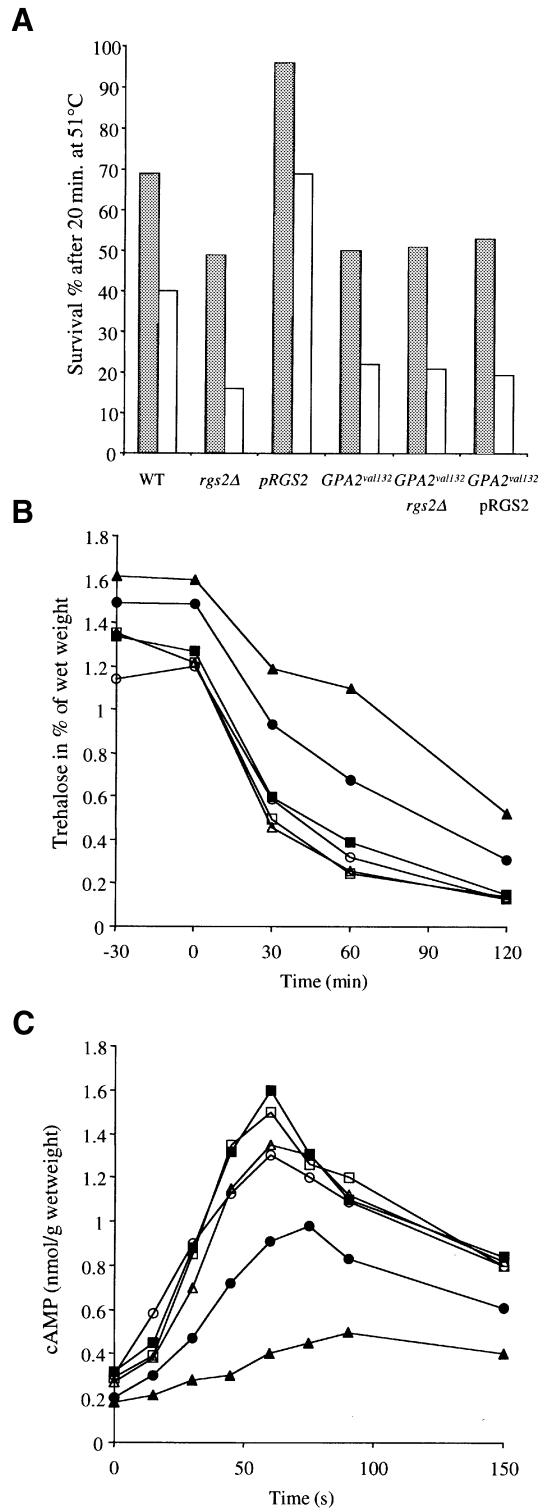 A
Survival % after 20 min. at 51°C
100
90
80
70
60
50
40
30
20
10
0
WT
rgs2Δ
pRGS2
GPA2val132
GPA2val132
rgs2Δ
GPA2val132
pRGS2
B
Trehalose in % of wet weight
1.8
1.6
1.4
1.2
1
0.8
0.6
0.4
0.2
0
-30
0
30
60
90
120
Time (min)
C
cAMP (nmol/g wetweight)
1.8
1.6
1.4
1.2
1
0.8
0.6
0.4
0.2
0
0
50
100
150
Time (s)